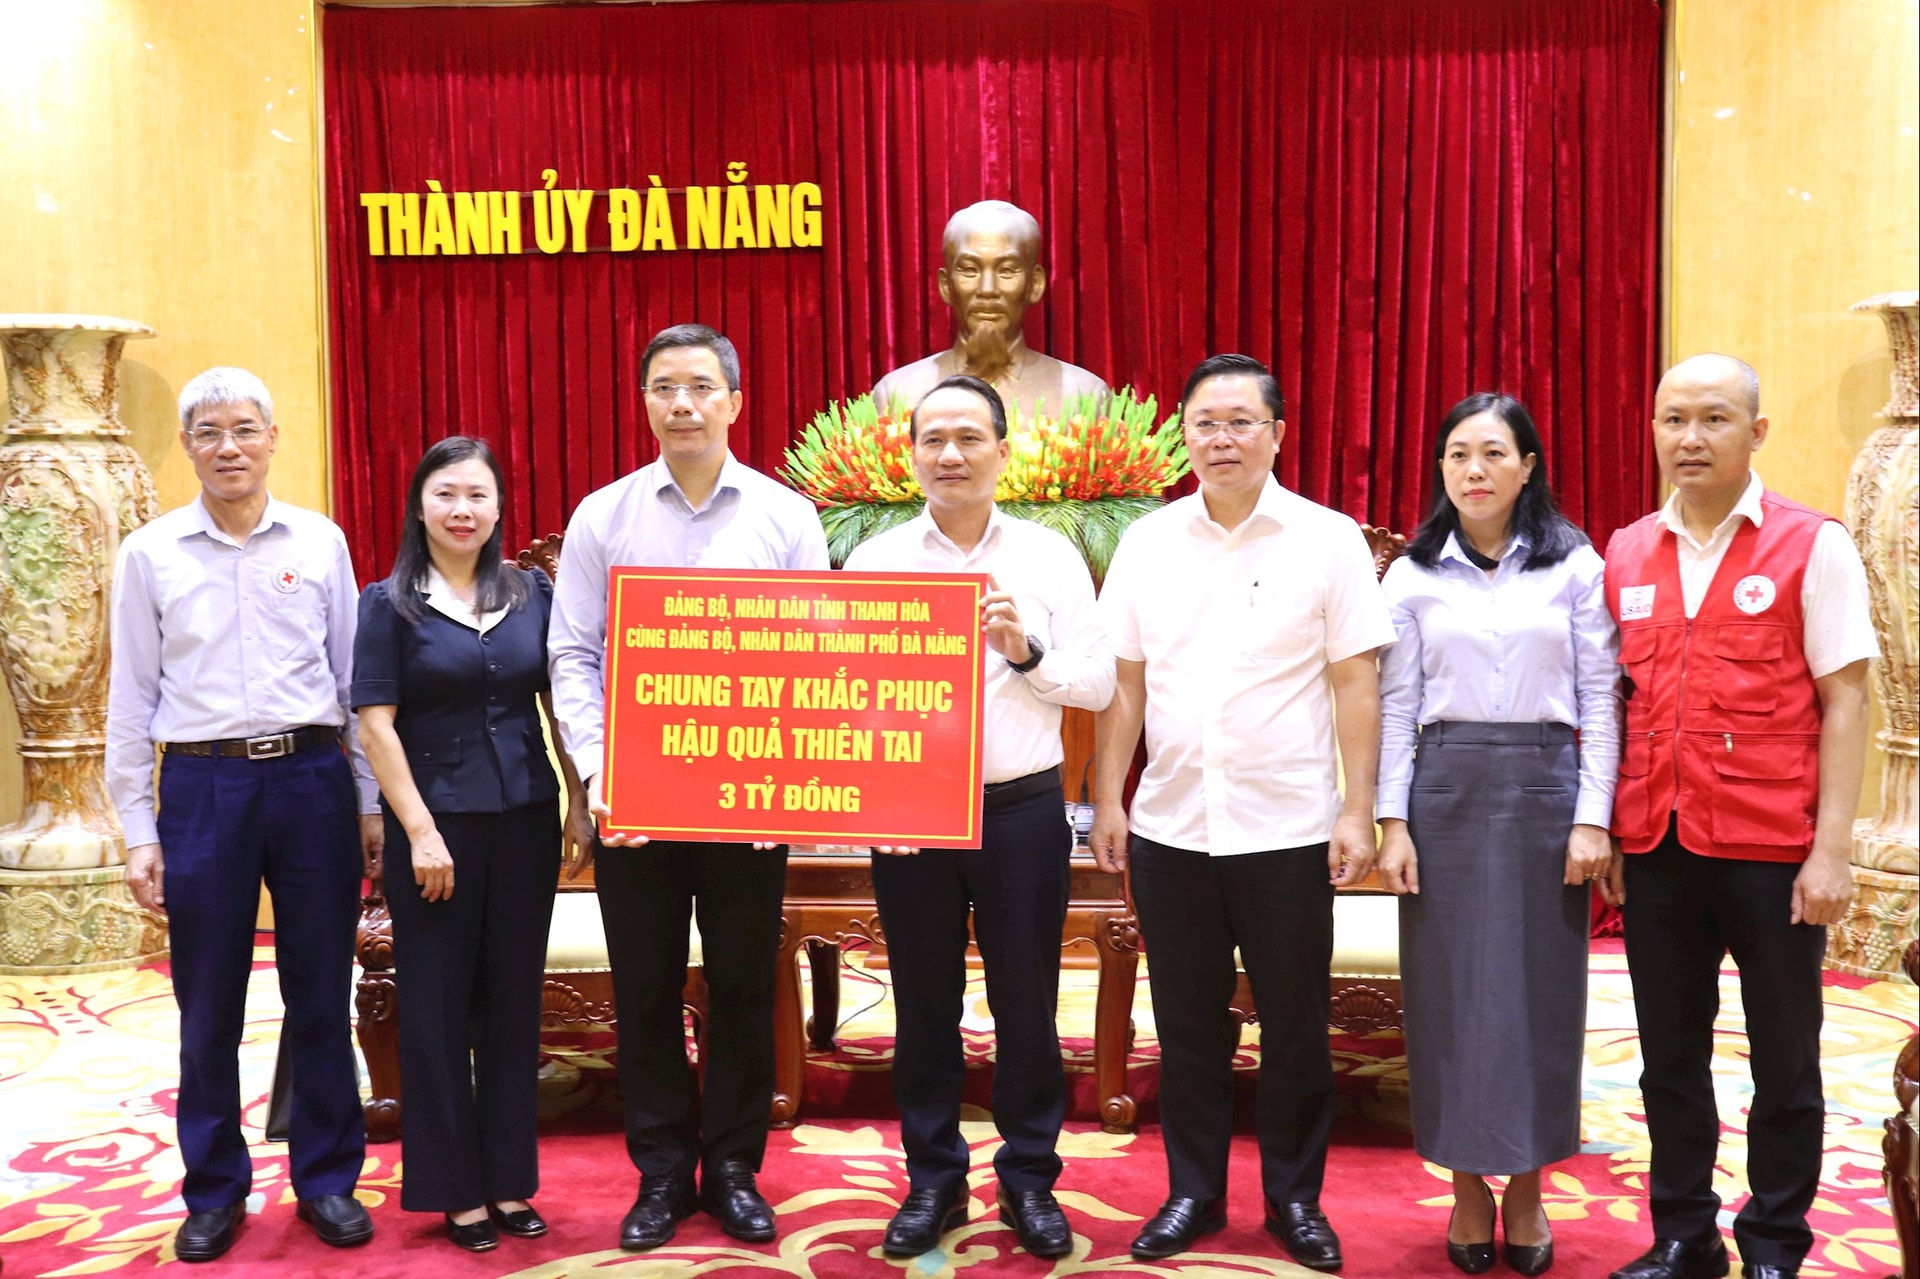 THÀNH ỦY ĐÀ NẴNG
ĐẢNG BỘ, NHÂN DÂN TỈNH THANH HÓA
CÙNG ĐẢNG BỘ, NHÂN DÂN THÀNH PHỐ ĐÀ NẴNG
CHUNG TAY KHẮC PHỤC
HẬU QUẢ THIÊN TAI
3 TỶ ĐỒNG
USAID